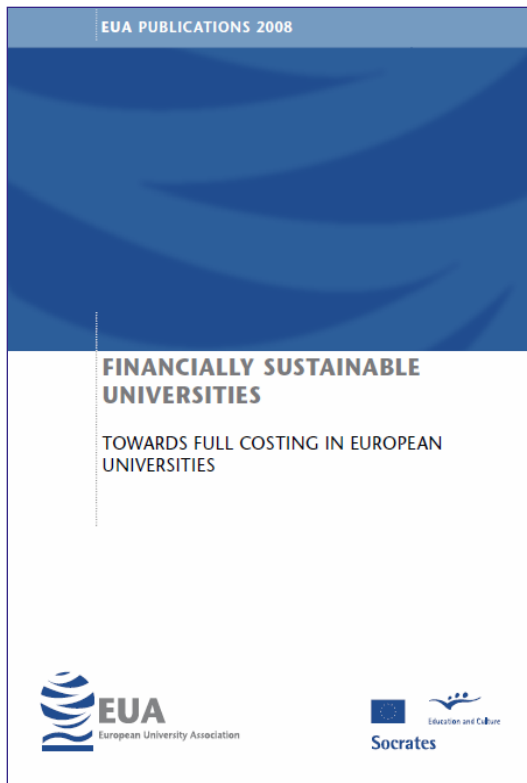 EUA PUBLICATIONS 2008
FINANCIALLY SUSTAINABLE
UNIVERSITIES
TOWARDS FULL COSTING IN EUROPEAN
UNIVERSITIES
EUA
European University Association
Education and Culture
Socrates